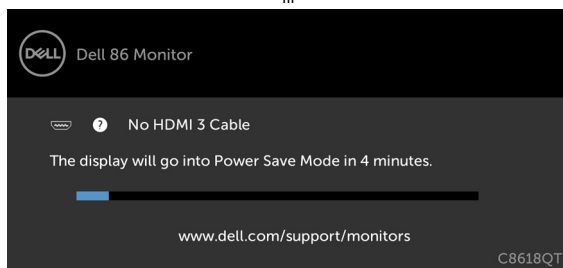 DELL
Dell 86 Monitor
? No HDMI 3 Cable
The display will go into Power Save Mode in 4 minutes.
www.dell.com/support/monitors
C8618QT